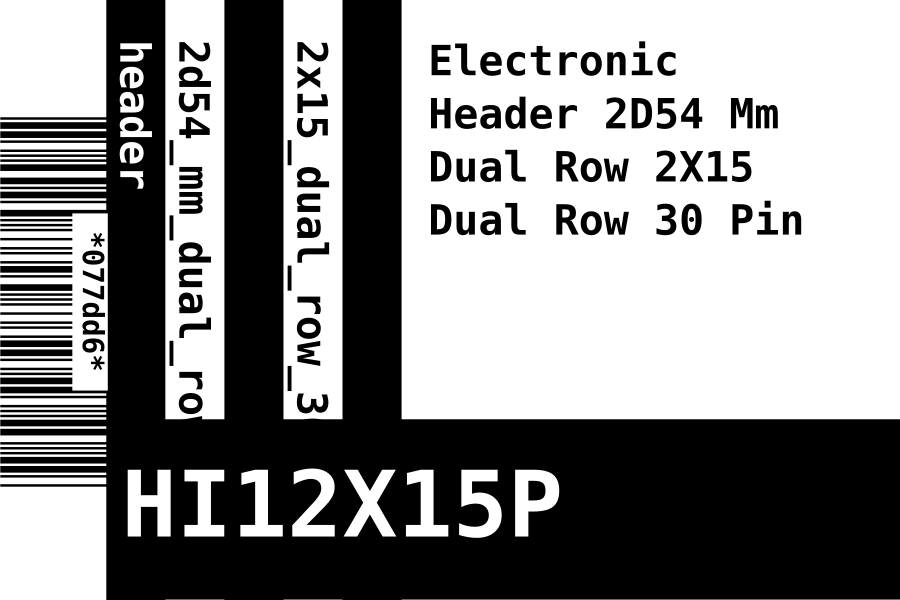 *077dd6*
header
2d54_mm_dual_ro
2x15_dual_row_3
Electronic
Header 2D54 Mm
Dual Row 2X15
Dual Row 30 Pin
HI12X15P